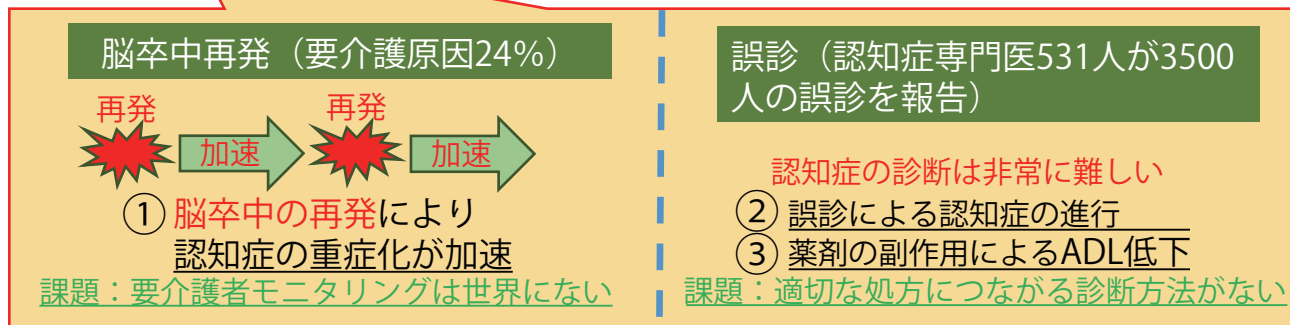 脳卒中再発（要介護原因24%）
再発
加速
再発
加速
① 脳卒中の再発により
認知症の重症化が加速
課題：要介護者モニタリングは世界にない
誤診（認知症専門医531人が3500
人の誤診を報告）
認知症の診断は非常に難しい
② 誤診による認知症の進行
③ 薬剤の副作用によるADL低下
課題：適切な処方につながる診断方法がない